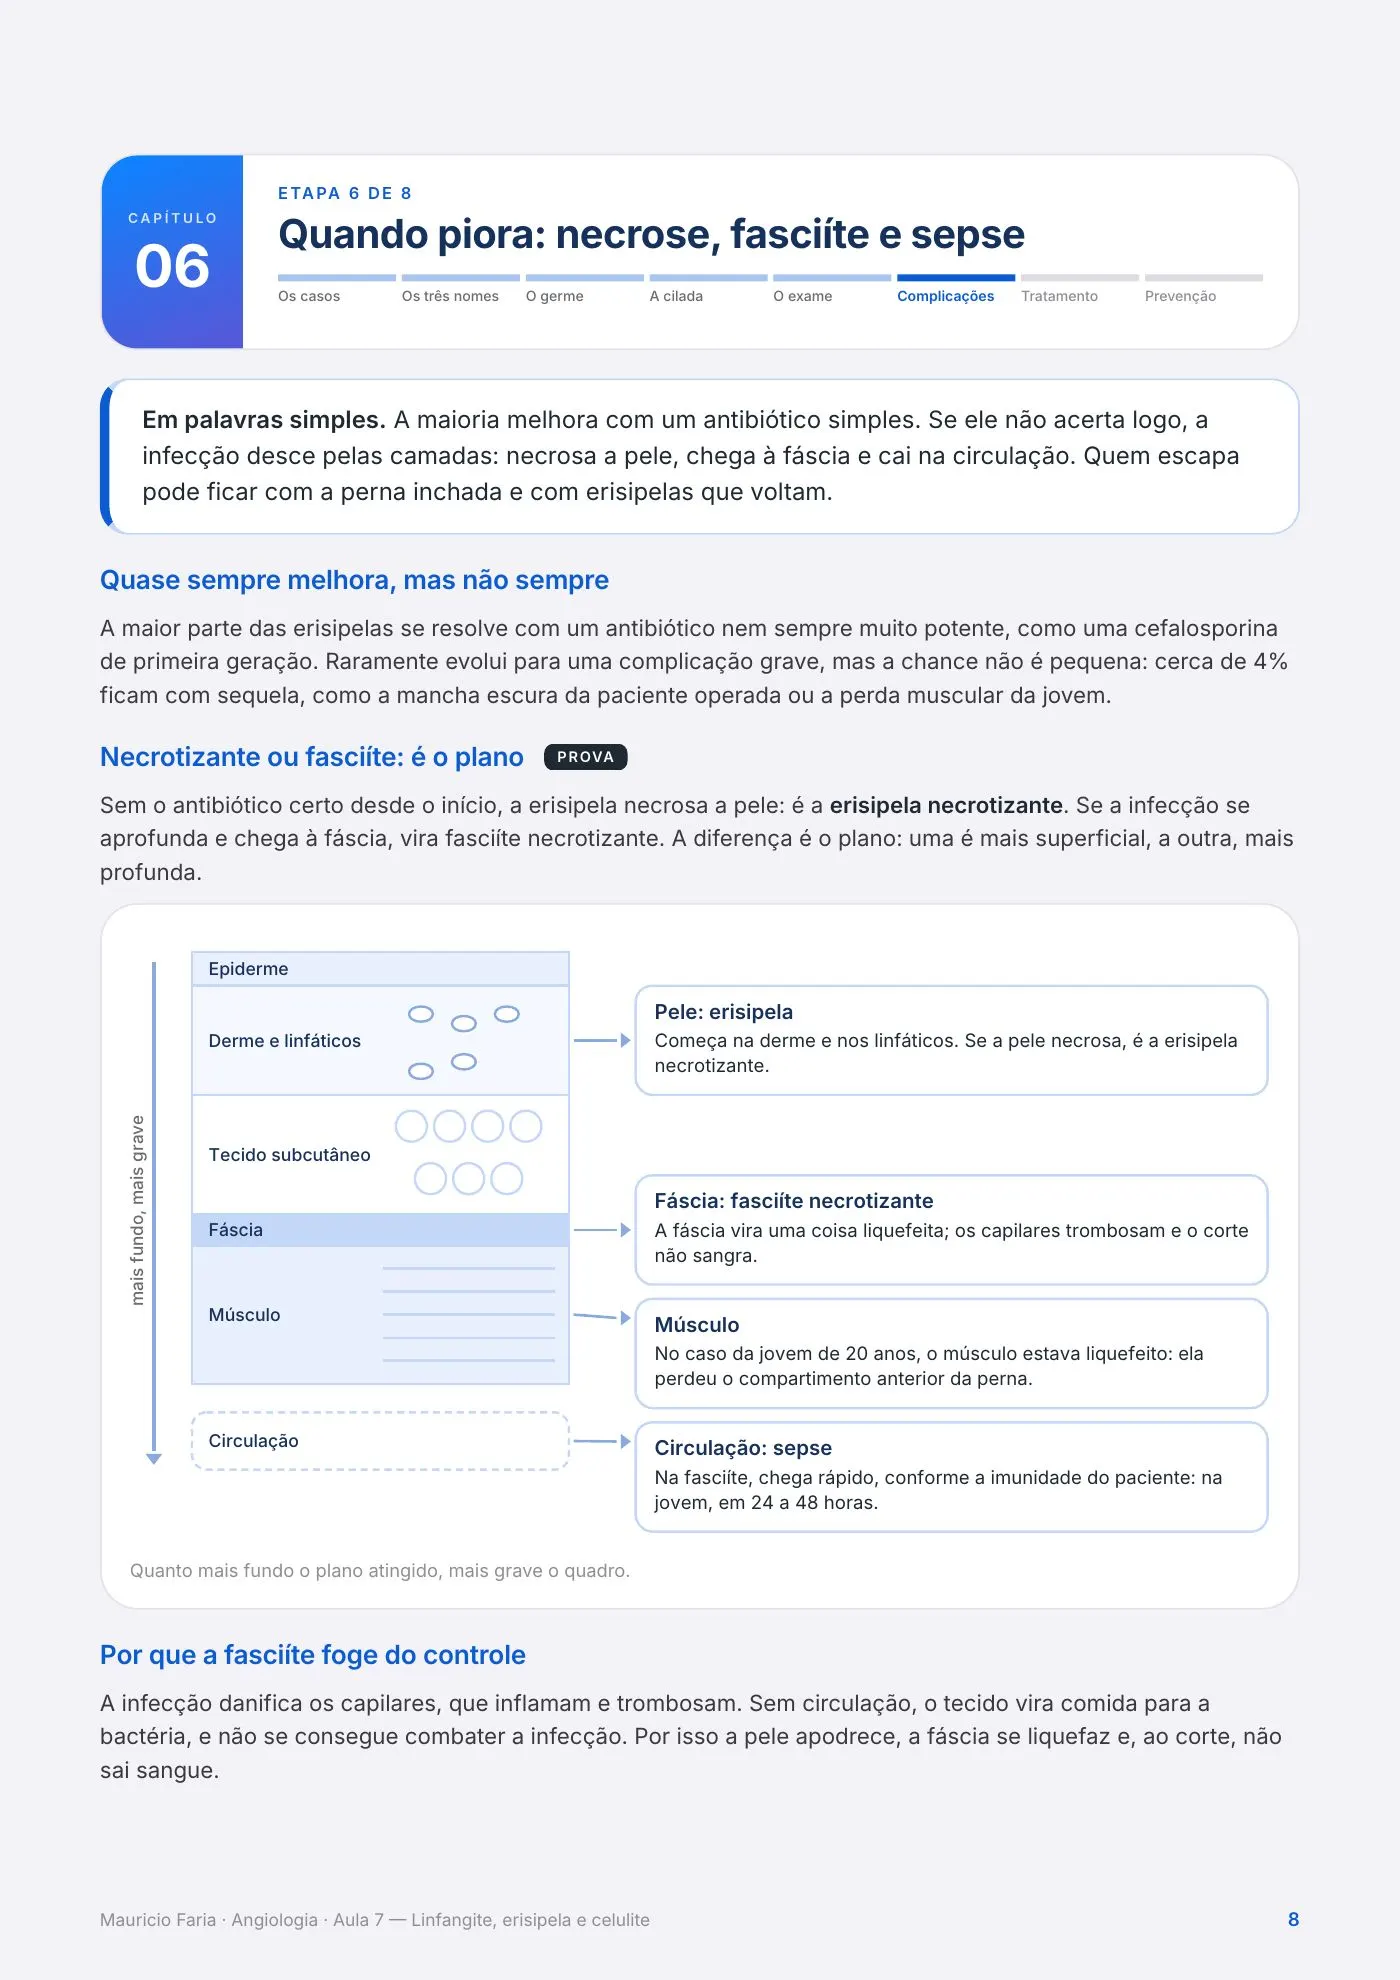 CAPÍTULO
06
ETAPA 6 DE 8
Quando piora: necrose, fasciíte e sepse
Os casos
Os três nomes
O germe
A cilada
O exame
Complicações
Tratamento
Prevenção
Em palavras simples. A maioria melhora com um antibiótico simples. Se ele não acerta logo, a
infecção desce pelas camadas: necrosa a pele, chega à fáscia e cai na circulação. Quem escapa
pode ficar com a perna inchada e com erisipelas que voltam.
Quase sempre melhora, mas não sempre
A maior parte das erisipelas se resolve com um antibiótico nem sempre muito potente, como uma cefalosporina
de primeira geração. Raramente evolui para uma complicação grave, mas a chance não é pequena: cerca de 4%
ficam com sequela, como a mancha escura da paciente operada ou a perda muscular da jovem.
Necrotizante ou fasciíte: é o plano PROVA
Sem o antibiótico certo desde o início, a erisipela necrosa a pele: é a erisipela necrotizante. Se a infecção se
aprofunda e chega à fáscia, vira fasciíte necrotizante. A diferença é o plano: uma é mais superficial, a outra, mais
profunda.
mais fundo, mais grave
Epiderme
Derme e linfáticos
Tecido subcutâneo
Fáscia
Músculo
Circulação
Pele: erisipela
Começa na derme e nos linfáticos. Se a pele necrosa, é a erisipela
necrotizante.
Fáscia: fasciíte necrotizante
A fáscia vira uma coisa liquefeita; os capilares trombosam e o corte
não sangra.
Músculo
No caso da jovem de 20 anos, o músculo estava liquefeito: ela
perdeu o compartimento anterior da perna.
Circulação: sepse
Na fasciíte, chega rápido, conforme a imunidade do paciente: na
jovem, em 24 a 48 horas.
Quanto mais fundo o plano atingido, mais grave o quadro.
Por que a fasciíte foge do controle
A infecção danifica os capilares, que inflamam e trombosam. Sem circulação, o tecido vira comida para a
bactéria, e não se consegue combater a infecção. Por isso a pele apodrece, a fáscia se liquefaz e, ao corte, não
sai sangue.
Mauricio Faria · Angiologia · Aula 7 — Linfangite, erisipela e celulite
8